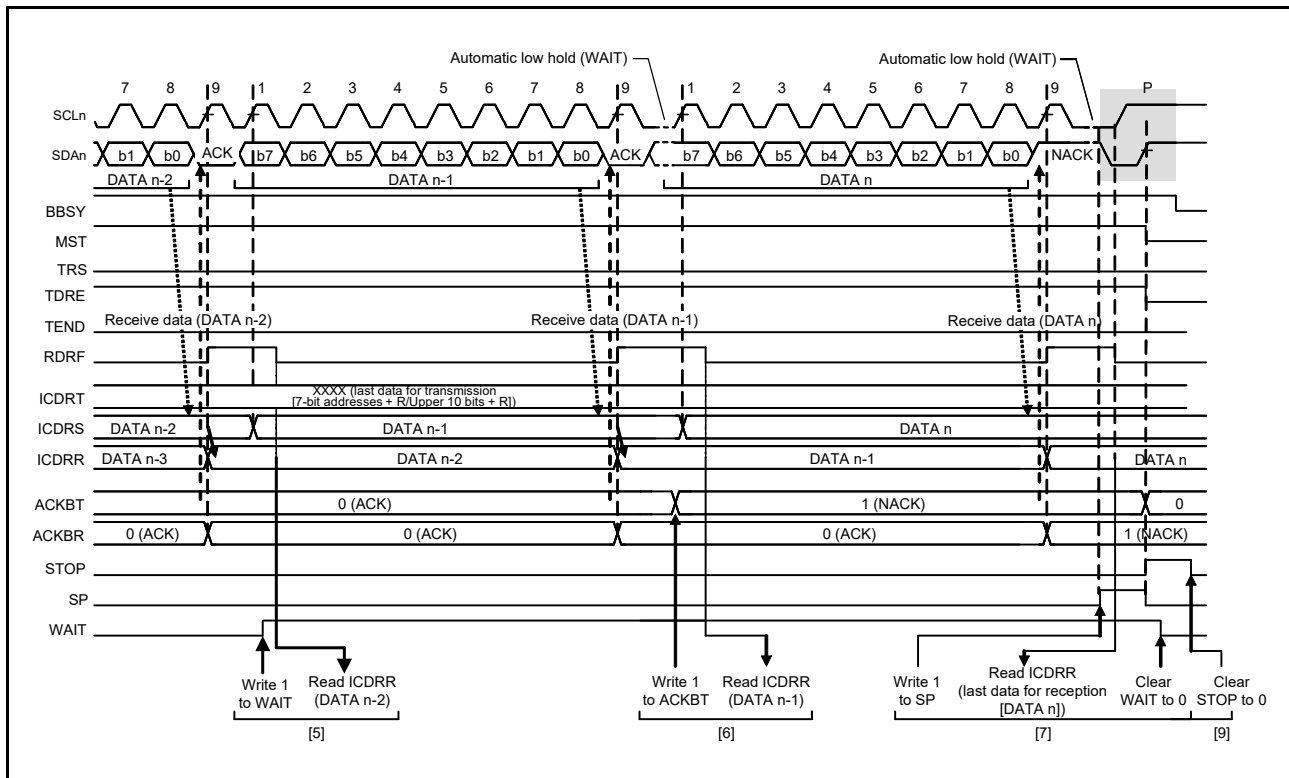 Automatic low hold (WAIT) Automatic low hold (WAIT)
7 8 9 1 2 3 4 5 6 7 8 9 1 2 3 4 5 6 7 8 9 P
SCLn
SDAn b1 b0 ACK b7 b6 b5 b4 b3 b2 b1 b0 ACK b7 b6 b5 b4 b3 b2 b1 b0 NACK
DATA n-2 DATA n-1 DATA n
BBSY
MST
TRS
TDRE
TEND Receive data (DATA n-2) Receive data (DATA n-1) Receive data (DATA n)
RDRF
XXXX (last data for transmission
ICDRT [7-bit addresses + R/Upper 10 bits + R])
ICDRS DATA n-2 DATA n-1 DATA n
ICDRR DATA n-3 DATA n-2 DATA n-1 DATA n
ACKBT 0 (ACK) 1 (NACK) 0
ACKBR 0 (ACK) 0 (ACK) 0 (ACK) 1 (NACK)
STOP
SP
WAIT
Write 1 to WAIT
Read ICDRR (DATA n-2)
Write 1 to ACKBT
Read ICDRR (DATA n-1)
Write 1 to SP
Read ICDRR
(last data for reception
[DATA n])
Clear WAIT to 0
Clear STOP to 0
[5] [6] [7] [9]